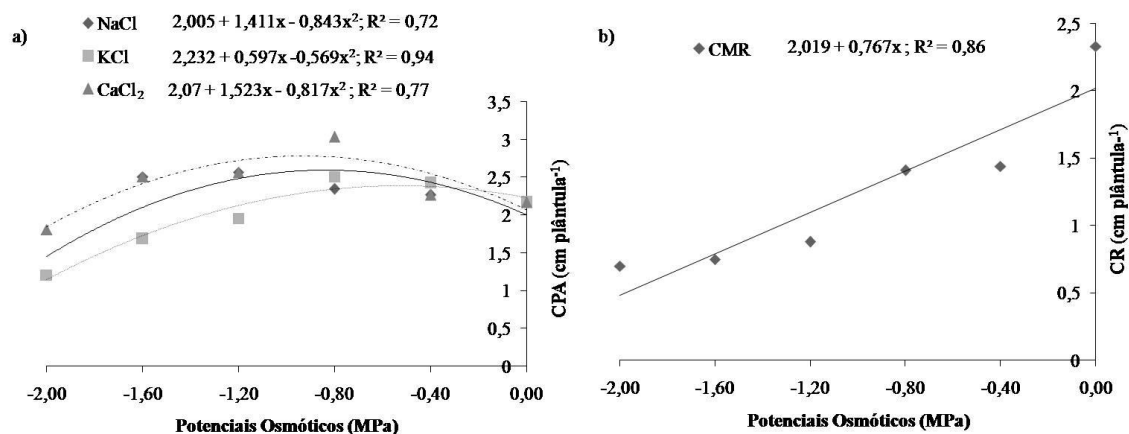 a)
NaCl 2,005 + 1,411x - 0,843x²; R² = 0,72
KCl 2,232 + 0,597x -0,569x²; R² = 0,94
CaCl₂ 2,07 + 1,523x - 0,817x²; R² = 0,77
3,5
3
2,5
2
1,5
1
0,5
0
CPA (cm plântula⁻¹)
-2,00 -1,60 -1,20 -0,80 -0,40 0,00
Potenciais Osmóticos (MPa)
b)
CMR 2,019 + 0,767x ; R² = 0,86
2,5
2
1,5
1
0,5
0
CR (cm plântula-¹)
-2,00 -1,60 -1,20 -0,80 -0,40 0,00
Potenciais Osmóticos (MPa)